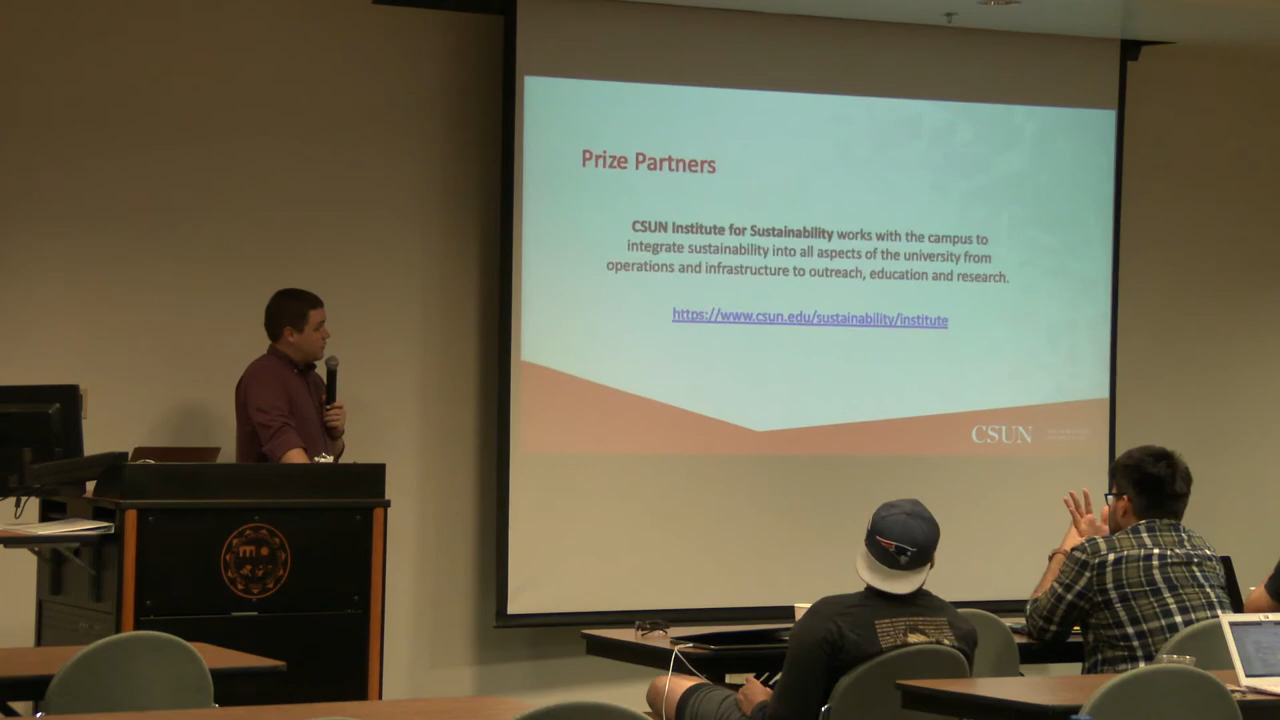 Prize Partners
CSUN Institute for Sustainability works with the campus to
integrate sustainability into all aspects of the university from
operations and infrastructure to outreach, education and research.
https://www.csun.edu/sustainability/institute
CSUN